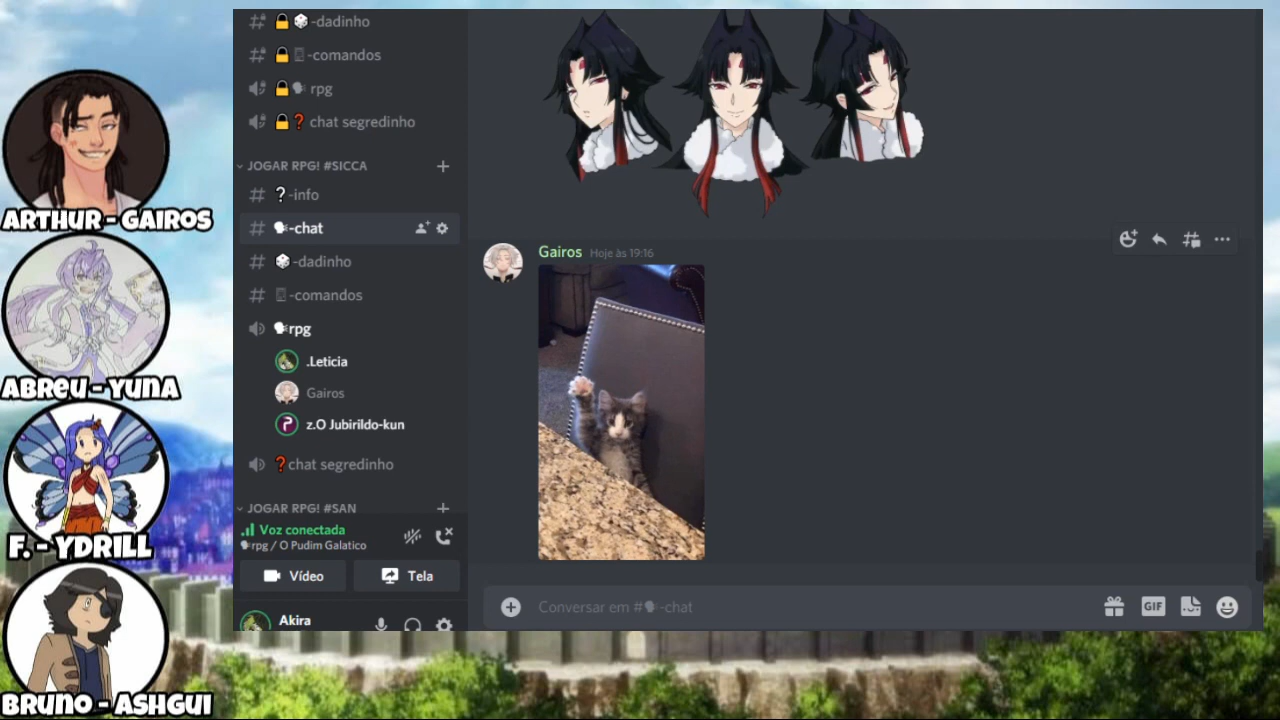 ARTHUR - GAIROS
ABREU - YUNA
F. - YDRILL
BRUNO - ASHGUI
-dadinho
-comandos
rpg
chat segredinho
JOGAR RPG! #SICCA
?-info
-chat
-dadinho
-comandos
rpg
.Leticia
Gairos
z.O Jubirildo-kun
chat segredinho
JOGAR RPG! #SAN
Voz conectada
rpg / O Pudim Galatico
Vídeo
Tela
Akira
Gairos Hoje às 19:16
Conversar em #-chat
GIF